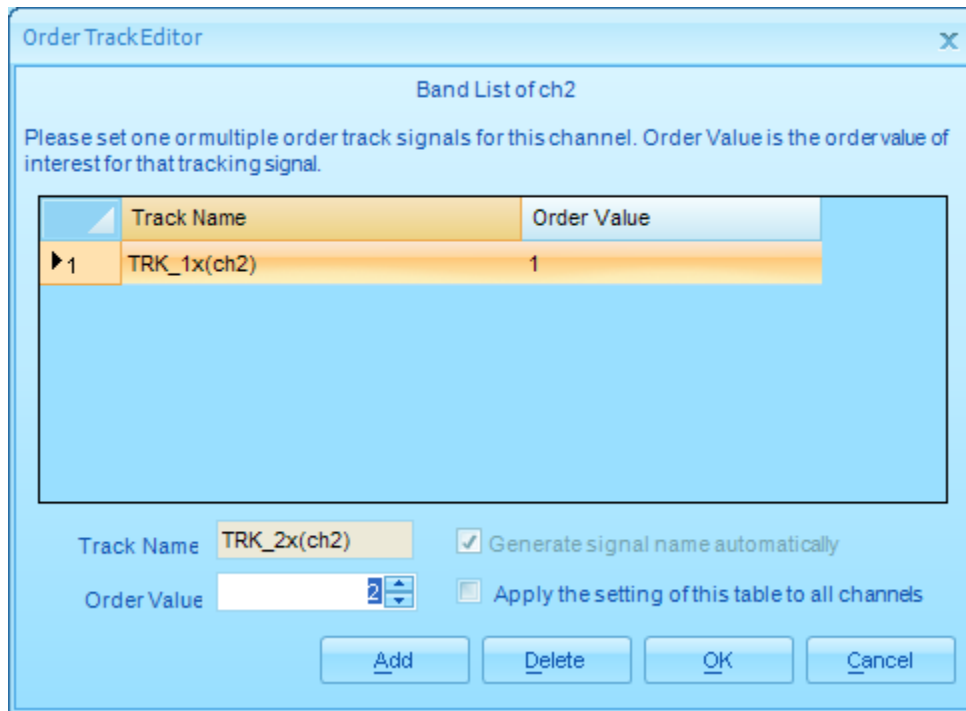 Order Track Editor
x
Band List of ch2
Please set one or multiple order track signals for this channel. Order Value is the order value of
interest for that tracking signal.
Track Name Order Value
1 TRK_1x(ch2) 1
Track Name TRK_2x(ch2) Generate signal name automatically
Order Value 2 Apply the setting of this table to all channels
Add Delete OK Cancel